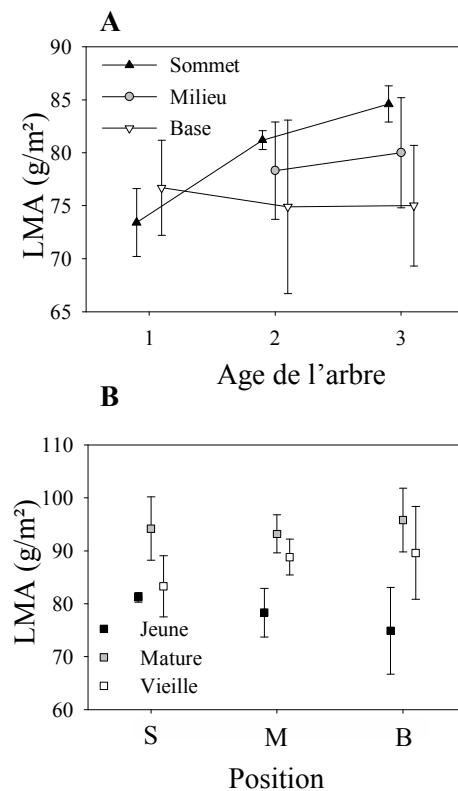 A
90
85
80
75
70
65
LMA (g/m²)
Sommet
Milieu
Base
1 2 3
Age de l'arbre
B
110
100
90
80
70
60
LMA (g/m²)
Jeune
Mature
Vieille
S M B
Position